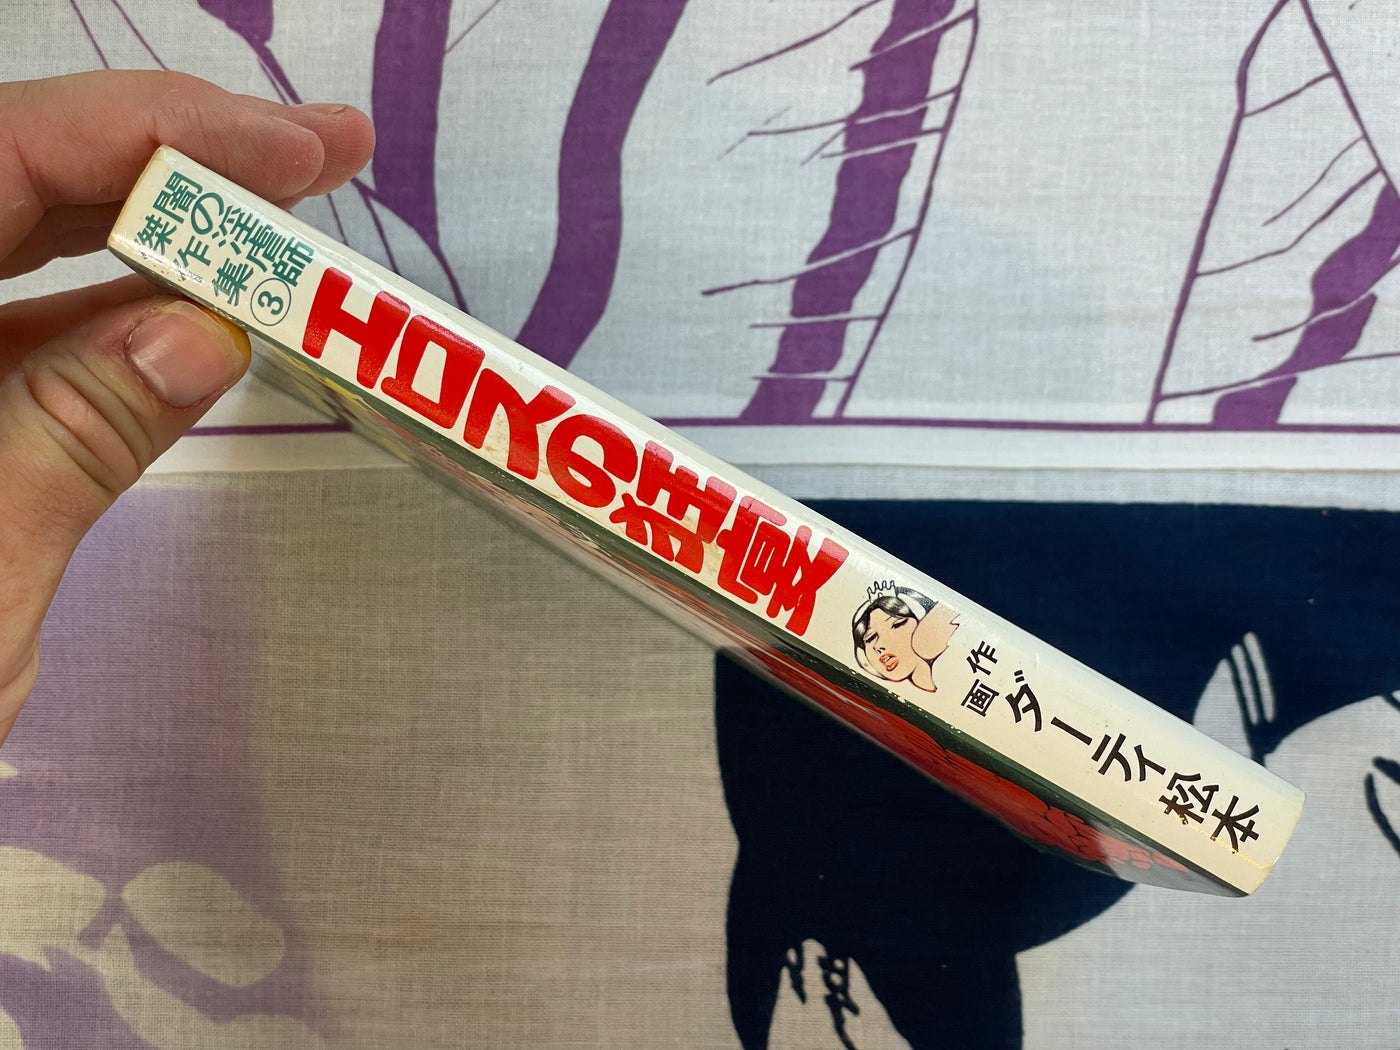 闇の淫虐師
傑作集③
エロスの狂宴
作画
ダーティ松本